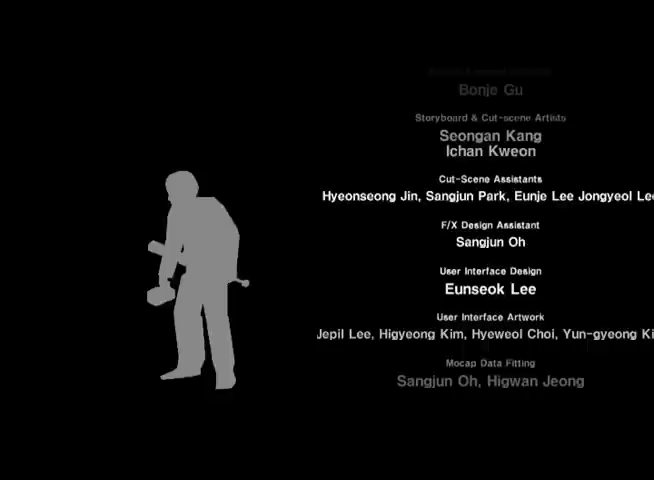 Bonje Gu
Storyboard & Cut-scene Artists
Seongan Kang
Ichan Kweon
Cut-Scene Assistants
Hyeonseong Jin, Sangjun Park, Eunje Lee Jongyeol Lee
F/X Design Assistant
Sangjun Oh
User Interface Design
Eunseok Lee
User Interface Artwork
Jepil Lee, Higyeong Kim, Hyeweol Choi, Yun-gyeong Ki
Mocap Data Fitting
Sangjun Oh, Higwan Jeong